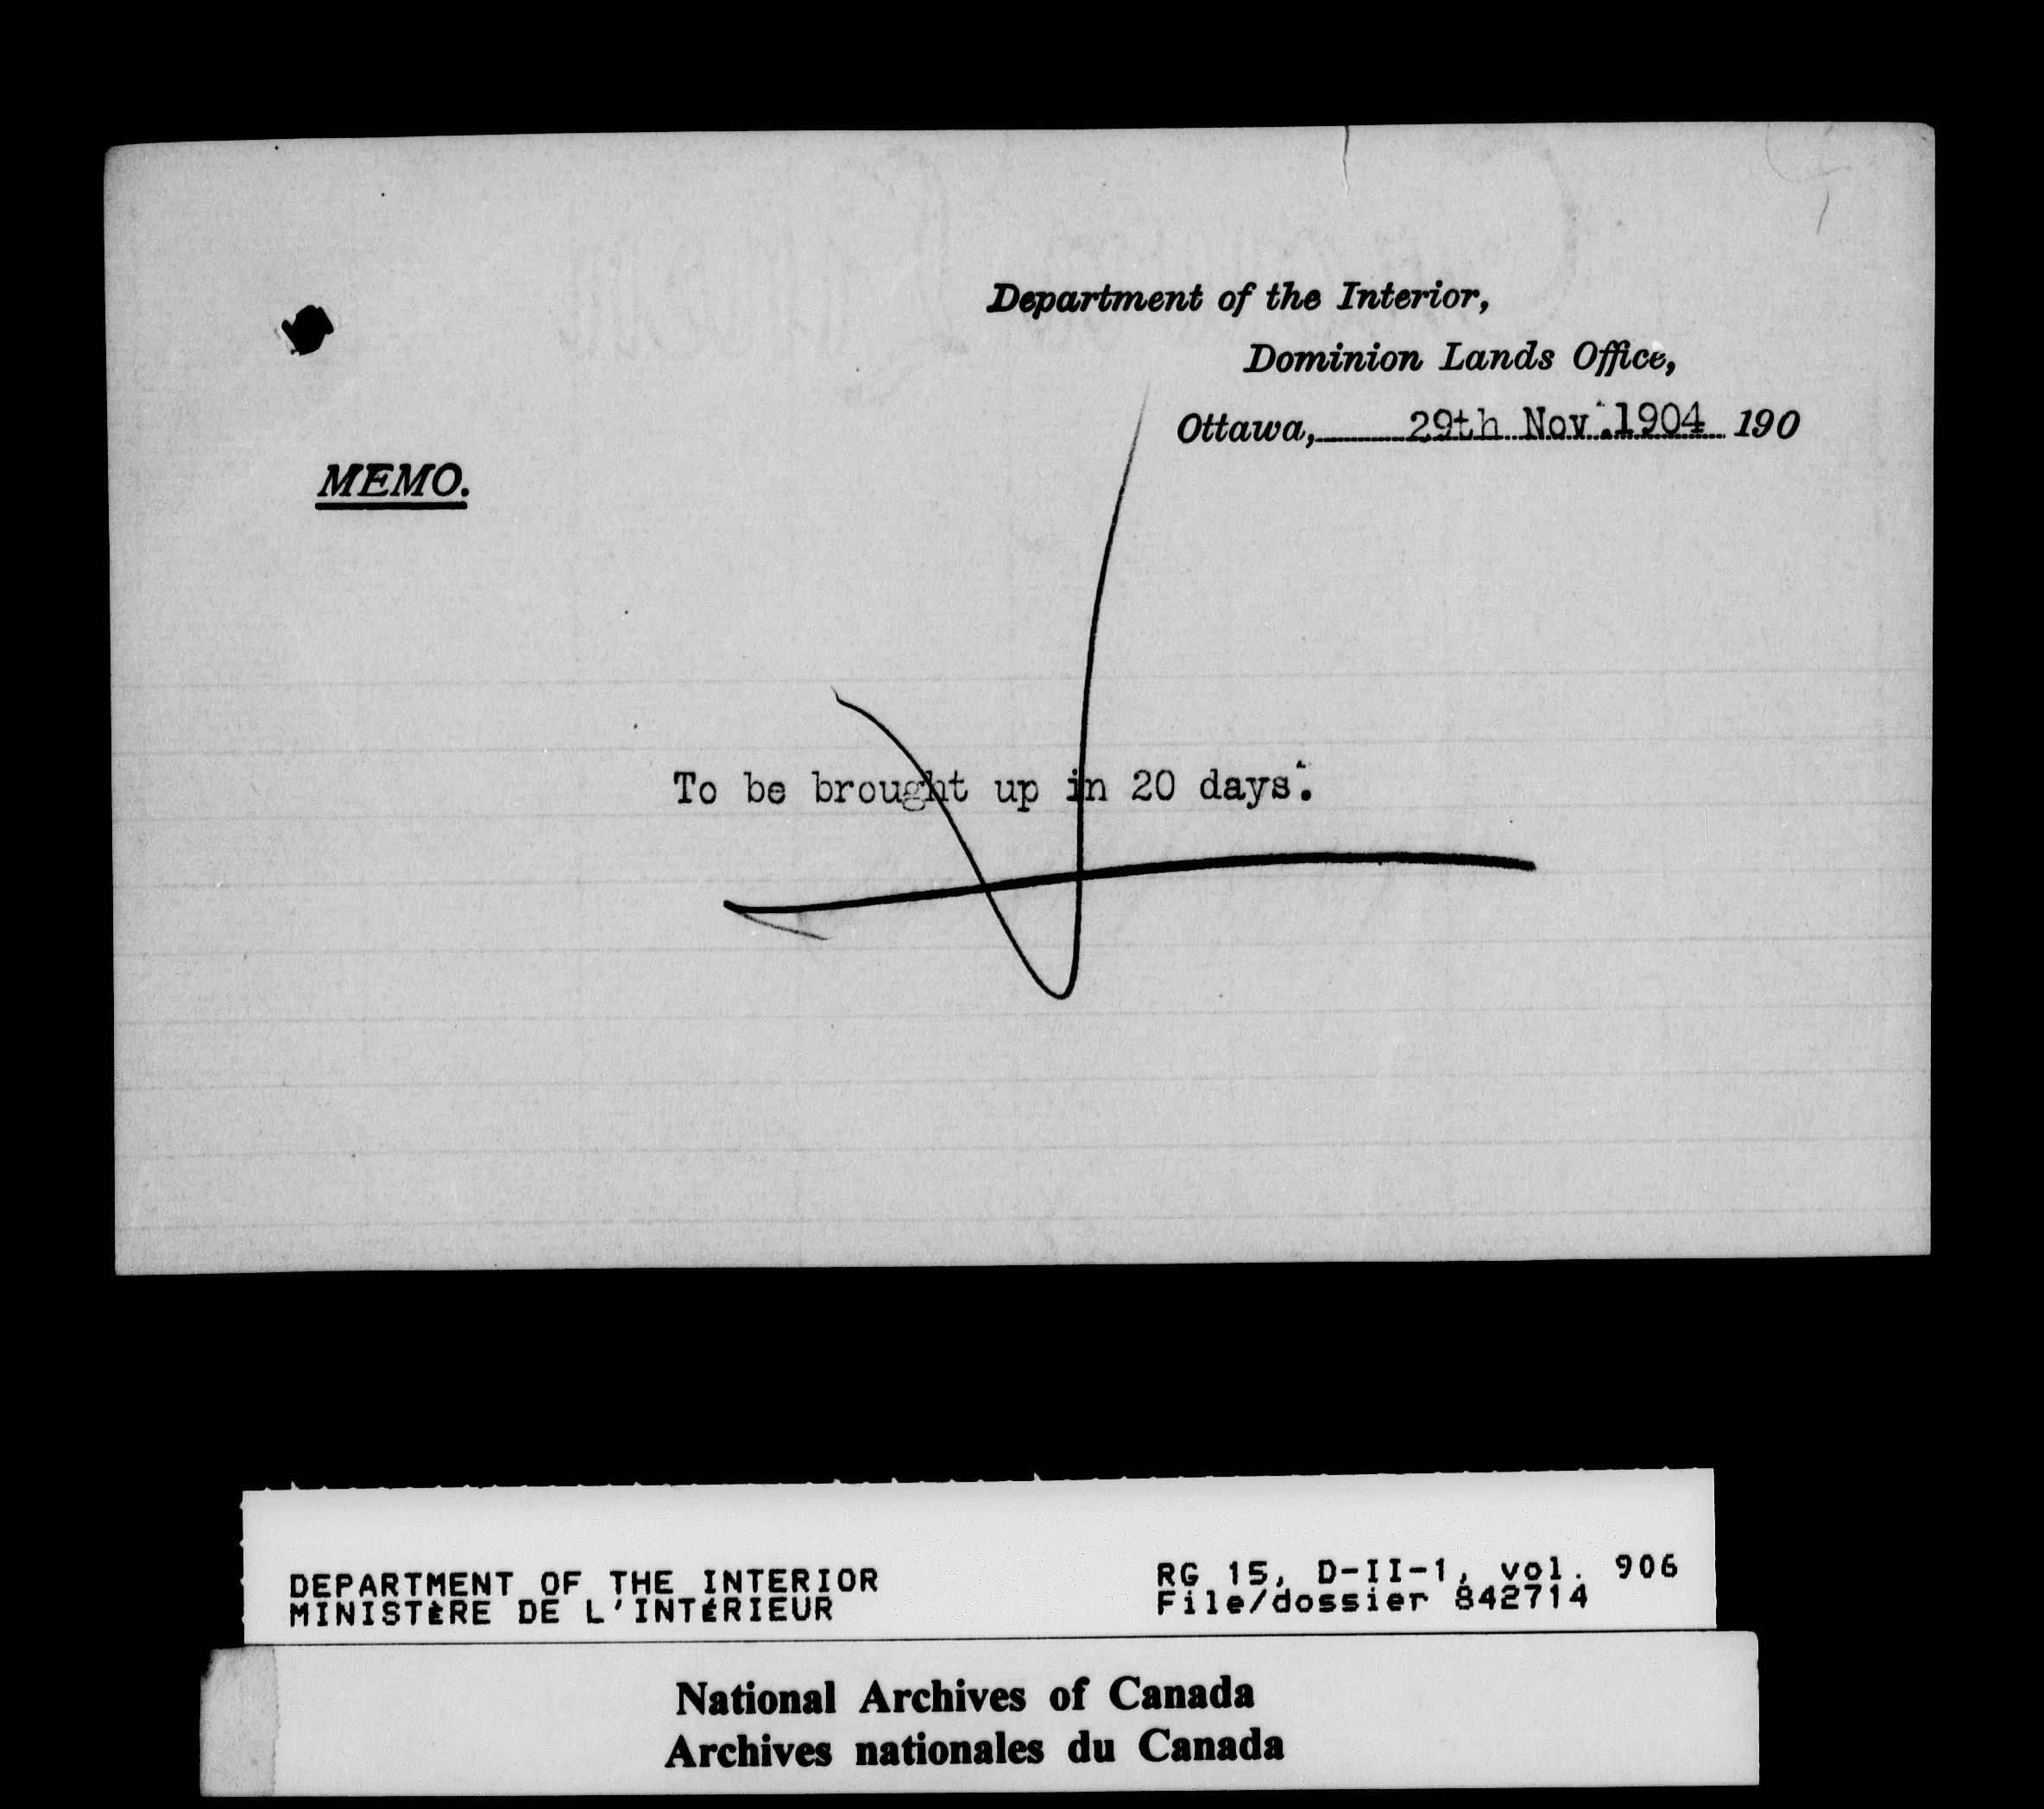 Department of the Interior,
Dominion Lands Office,
Ottawa, 29th Nov. 1904 190
MEMO.
To be brought up in 20 days.
DEPARTMENT OF THE INTERIOR
MINISTÈRE DE L'INTÉRIEUR
RG 15, D-II-1, vol. 906
File/dossier 842714
National Archives of Canada
Archives nationales du Canada